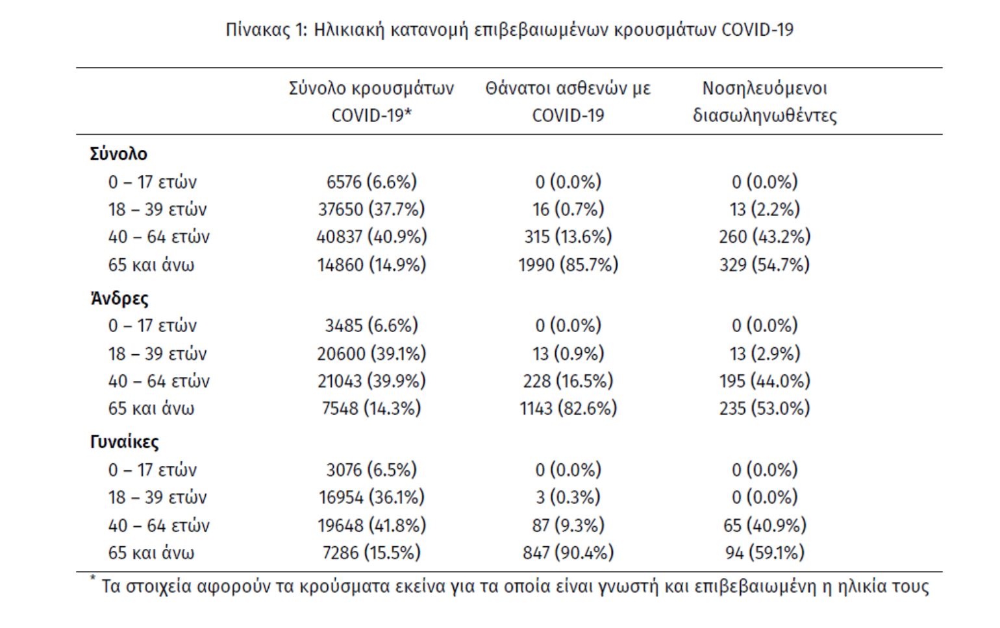 Πίνακας 1: Ηλικιακή κατανομή επιβεβαιωμένων κρουσμάτων COVID-19
Σύνολο κρουσμάτων Θάνατοι ασθενών με Νοσηλευόμενοι
COVID-19* COVID-19 διασωληνωθέντες
Σύνολο
0 – 17 ετών 6576 (6.6%) 0 (0.0%) 0 (0.0%)
18 – 39 ετών 37650 (37.7%) 16 (0.7%) 13 (2.2%)
40 – 64 ετών 40837 (40.9%) 315 (13.6%) 260 (43.2%)
65 και άνω 14860 (14.9%) 1990 (85.7%) 329 (54.7%)
Άνδρες
0 – 17 ετών 3485 (6.6%) 0 (0.0%) 0 (0.0%)
18 – 39 ετών 20600 (39.1%) 13 (0.9%) 13 (2.9%)
40 – 64 ετών 21043 (39.9%) 228 (16.5%) 195 (44.0%)
65 και άνω 7548 (14.3%) 1143 (82.6%) 235 (53.0%)
Γυναίκες
0 – 17 ετών 3076 (6.5%) 0 (0.0%) 0 (0.0%)
18 – 39 ετών 16954 (36.1%) 3 (0.3%) 0 (0.0%)
40 – 64 ετών 19648 (41.8%) 87 (9.3%) 65 (40.9%)
65 και άνω 7286 (15.5%) 847 (90.4%) 94 (59.1%)
* Τα στοιχεία αφορούν τα κρούσματα εκείνα για τα οποία είναι γνωστή και επιβεβαιωμένη η ηλικία τους